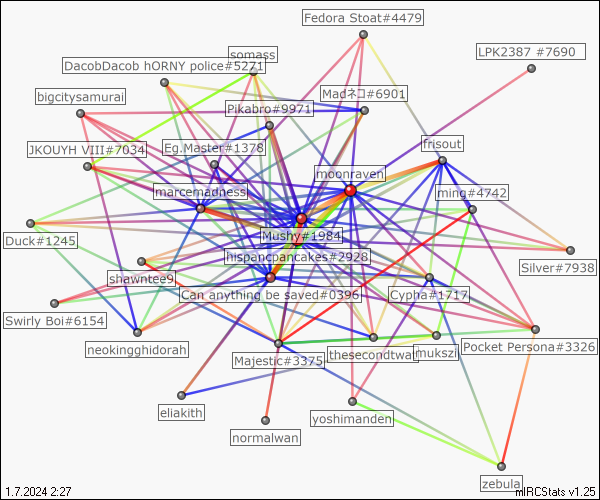 Fedora Stoat#4479
LPK2387 #7690
somass
DacobDacob hORNY police#5271
bigcitysamurai
Madネコ#6901
Pikabro#9971
frisout
JKOUYH VIII#7034
Eg.Master#1378
moonraven
marcemadness
ming#4742
Mushy#1984
Duck#1245
hispancpancakes#2928
Silver#7938
shawntee9
Can anything be saved#0396
Cypha#1717
Swirly Boi#6154
neokingghidorah
Majestic#3375
thesecondtwat
mukszi
Pocket Persona#3326
eliakith
yoshimanden
normalwan
zebula
1.7.2024 2:27
mIRCStats v1.25